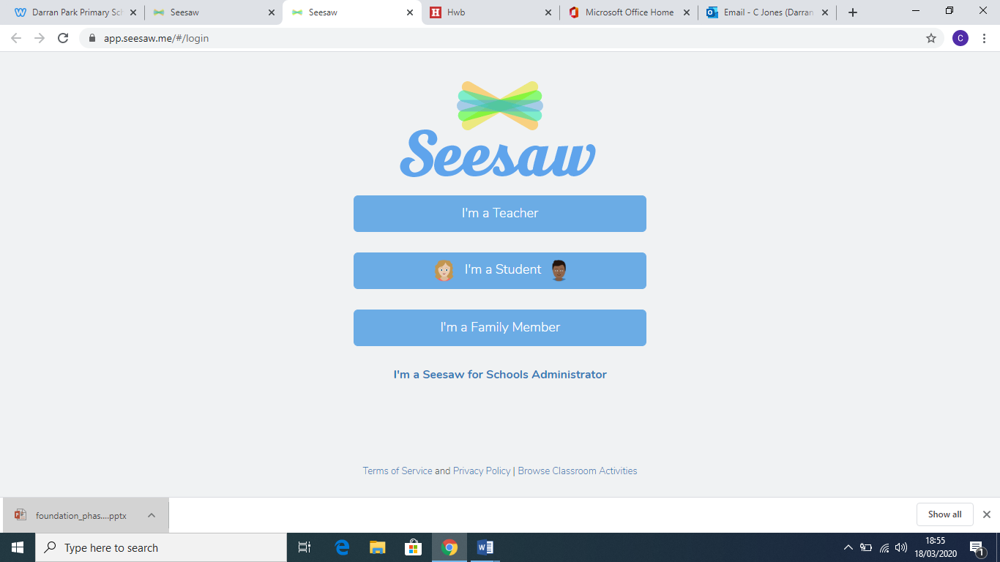 Darran Park Primary Sch
Seesaw
Seesaw
Hwb
Microsoft Office Home
Email - C Jones (Darran
app.seesaw.me/#/login
C
Seesaw
I'm a Teacher
I'm a Student
I'm a Family Member
I'm a Seesaw for Schools Administrator
Terms of Service and Privacy Policy | Browse Classroom Activities
foundation_phas....pptx
Show all
Type here to search
18:55
18/03/2020
1